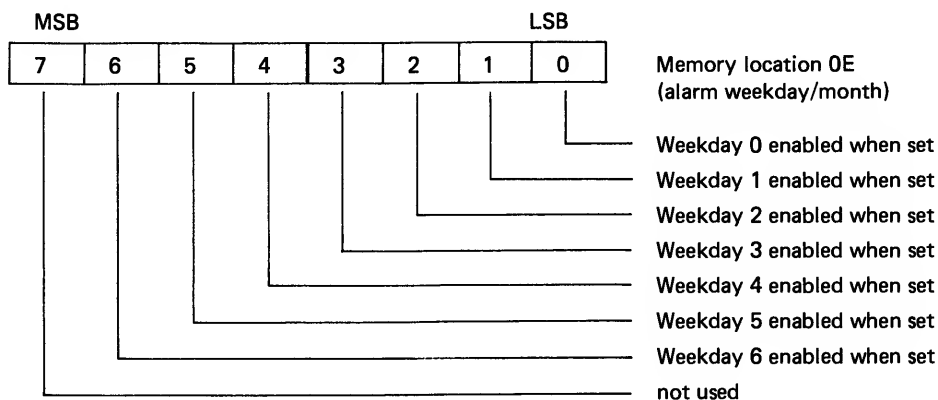 MSB LSB
7 6 5 4 3 2 1 0
Memory location 0E
(alarm weekday/month)
Weekday 0 enabled when set
Weekday 1 enabled when set
Weekday 2 enabled when set
Weekday 3 enabled when set
Weekday 4 enabled when set
Weekday 5 enabled when set
Weekday 6 enabled when set
not used